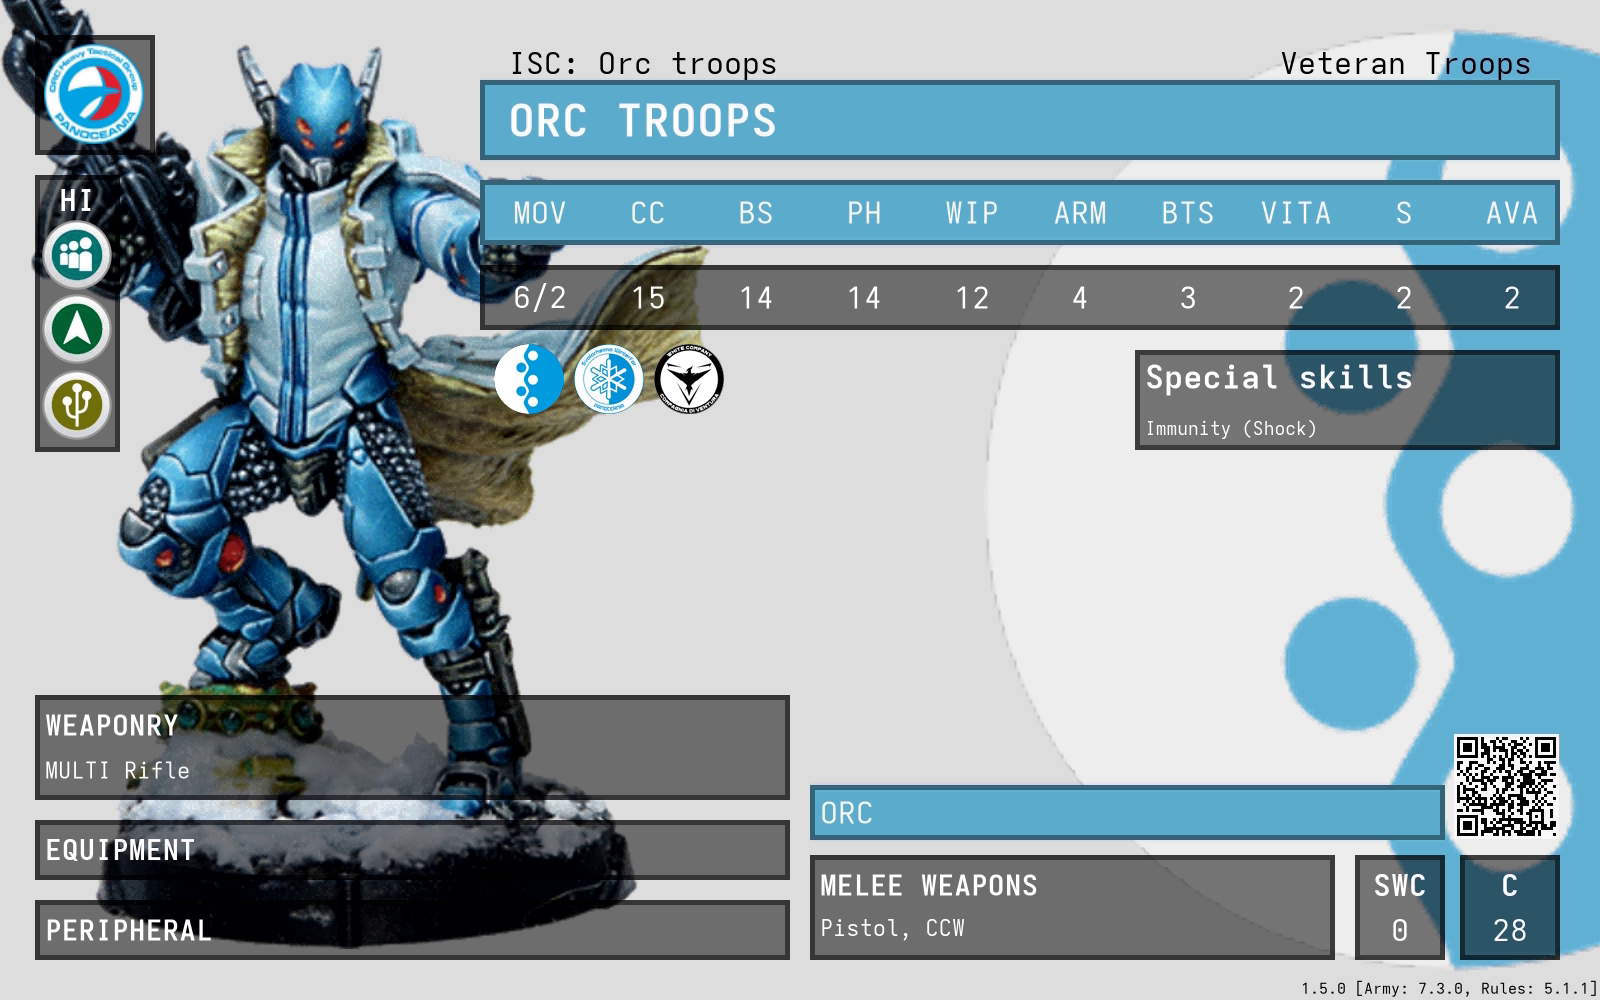 ISC: Orc troops
Veteran Troops
ORC Heavy Tactical Group
PANOCEANIA
ORC TROOPS
HI
MOV CC BS PH WIP ARM BTS VITA S AVA
6/2 15 14 14 12 4 3 2 2 2
PANOCEANIA
WHITE COMPANY
COMPAGNIA DI VENTURA
Special skills
Immunity (Shock)
WEAPONRY
MULTI Rifle
EQUIPMENT
PERIPHERAL
ORC
MELEE WEAPONS
Pistol, CCW
SWC
0
C
28
1.5.0 [Army: 7.3.0, Rules: 5.1.1]